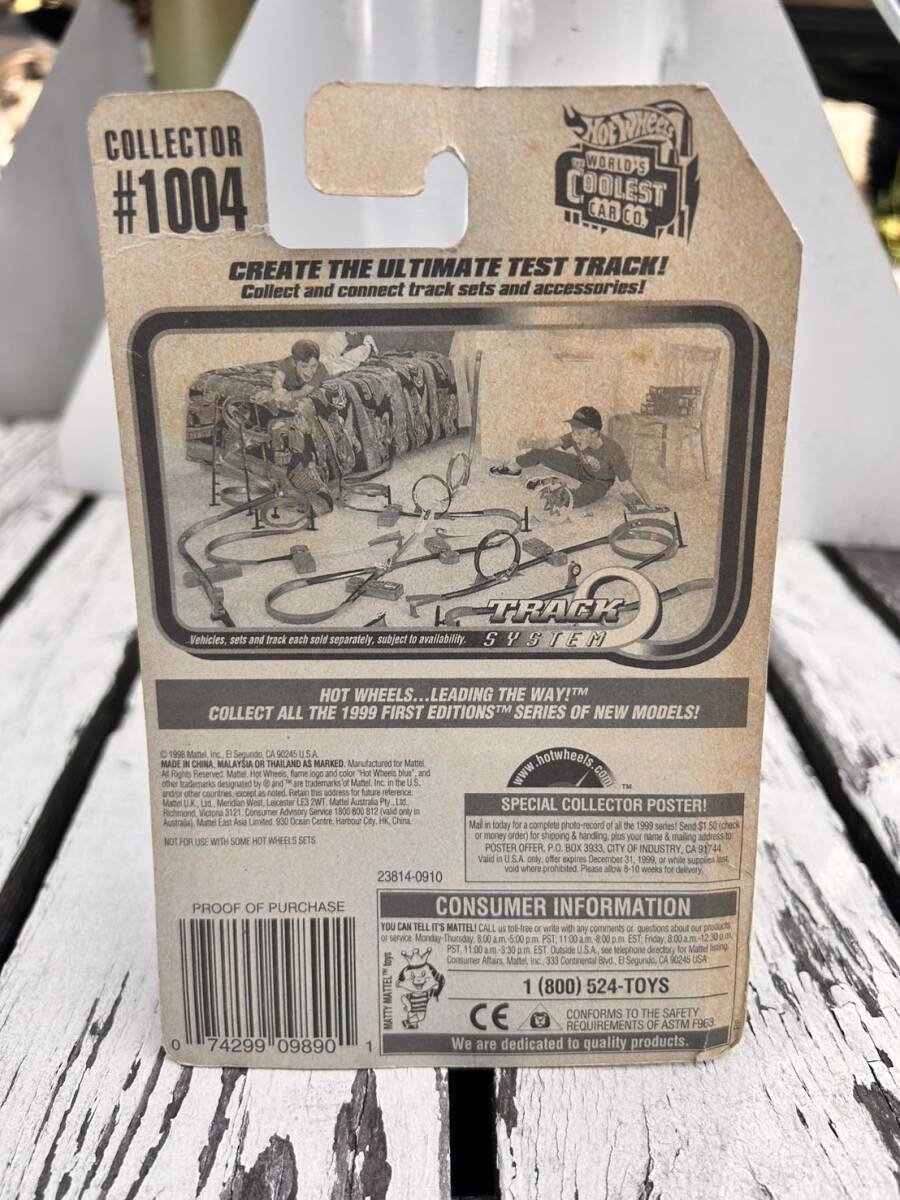 COLLECTOR
#1004
HOT WHEELS
WORLD'S
COOLEST
CAR CO.
CREATE THE ULTIMATE TEST TRACK!
Collect and connect track sets and accessories!
TRACK
SYSTEM
Vehicles, sets and track each sold separately, subject to availability.
HOT WHEELS...LEADING THE WAY!™
COLLECT ALL THE 1999 FIRST EDITIONS™ SERIES OF NEW MODELS!
© 1998 Mattel, Inc., El Segundo, CA 90245 U.S.A.
MADE IN CHINA, MALAYSIA OR THAILAND AS MARKED. Manufactured for Mattel.
All Rights Reserved. Mattel, Hot Wheels, flame logo and color "Hot Wheels blue", and
other trademarks designated by ® and ™ are trademarks of Mattel, Inc. in the U.S.
and/or other countries, except as noted. Retain this address for future reference:
Mattel U.K., Ltd., Meridian West, Leicester LE3 2WT. Mattel Australia Pty., Ltd.,
Richmond, Victoria 3121. Consumer Advisory Service 1800 800 812 (valid only in
Australia). Mattel East Asia Limited, 930 Ocean Centre, Harbour City, HK, China.
NOT FOR USE WITH SOME HOT WHEELS SETS.
www.hotwheels.com
™
SPECIAL COLLECTOR POSTER!
Mail in today for a complete photo-record of all the 1999 series! Send $1.50 (check
or money order) for shipping & handling, plus your name & mailing address to:
POSTER OFFER, P.O. BOX 3933, CITY OF INDUSTRY, CA 91744.
Valid in U.S.A. only, offer expires December 31, 1999, or while supplies last,
void where prohibited. Please allow 8-10 weeks for delivery.
23814-0910
PROOF OF PURCHASE
0 74299 09890 1
CONSUMER INFORMATION
YOU CAN TELL IT'S MATTEL! CALL us toll-free or write with any comments or questions about our products
or service. Monday-Thursday, 8:00 a.m.-5:00 p.m. PST, 11:00 a.m.-8:00 p.m. EST; Friday, 8:00 a.m.-12:30 p.m.
PST, 11:00 a.m.-3:30 p.m. EST. Outside U.S.A., see telephone directory for Mattel listing.
Consumer Affairs, Mattel, Inc., 333 Continental Blvd., El Segundo, CA 90245 USA
MATTY MATTEL™ toys
1 (800) 524-TOYS
CE
CONFORMS TO THE SAFETY
REQUIREMENTS OF ASTM F963.
We are dedicated to quality products.